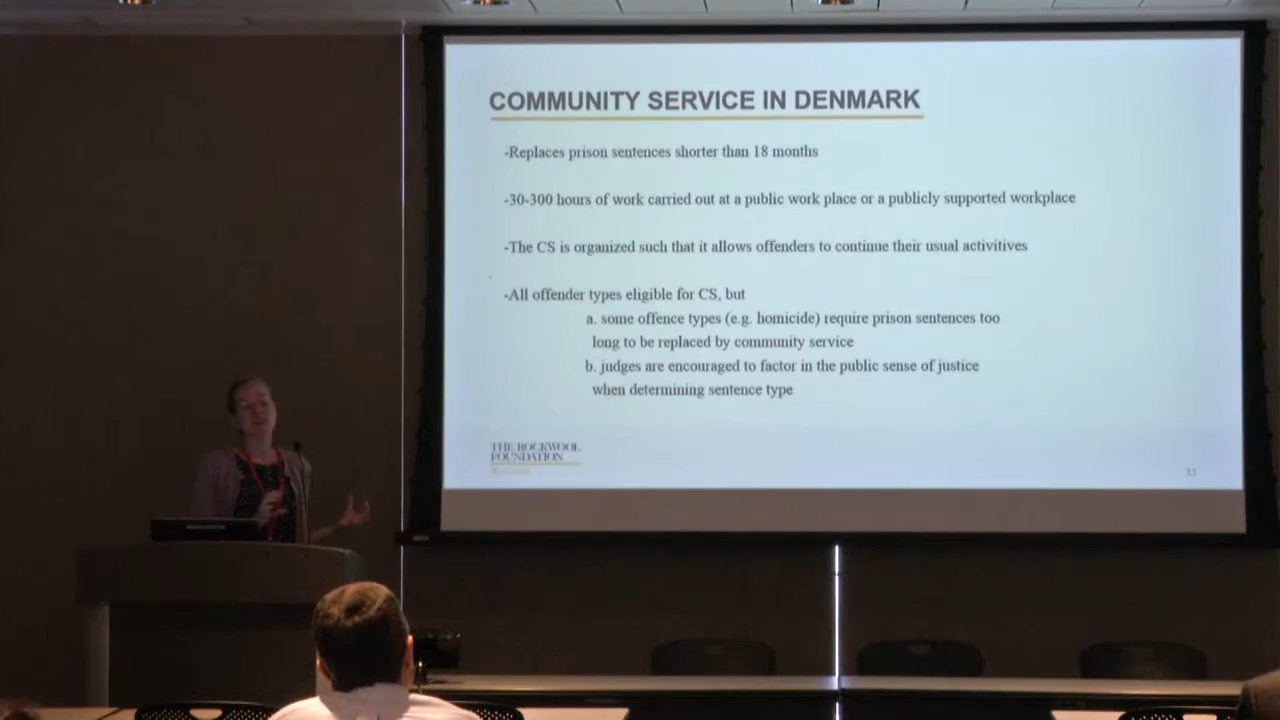 COMMUNITY SERVICE IN DENMARK
-Replaces prison sentences shorter than 18 months
-30-300 hours of work carried out at a public work place or a publicly supported workplace
-The CS is organized such that it allows offenders to continue their usual activitives
-All offender types eligible for CS, but
a. some offence types (e.g. homicide) require prison sentences too
long to be replaced by community service
b. judges are encouraged to factor in the public sense of justice
when determining sentence type
THE ROCKWOOL
FOUNDATION